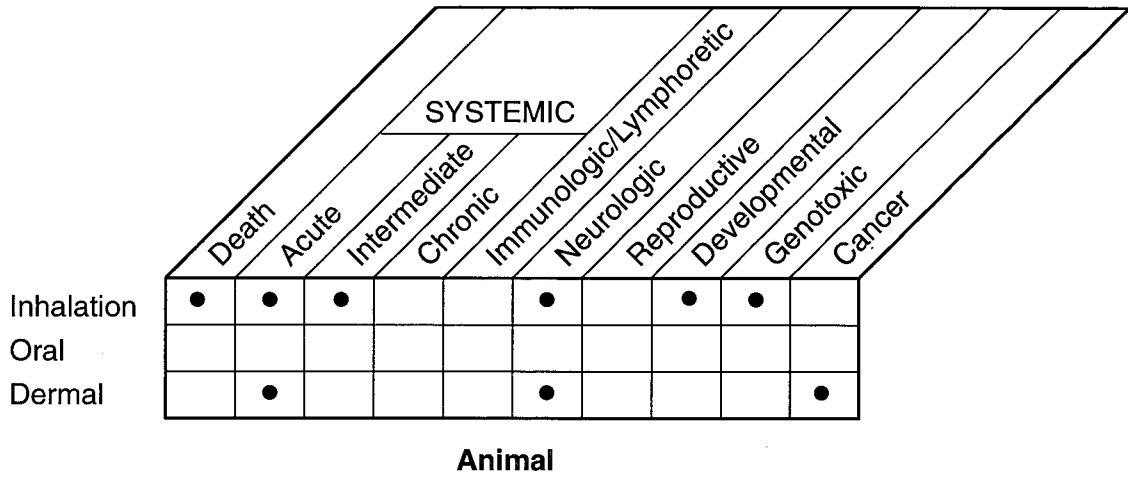 SYSTEMIC
Death
Acute
Intermediate
Chronic
Immunologic/Lymphoretic
Neurologic
Reproductive
Developmental
Genotoxic
Cancer
Inhalation
Oral
Dermal
Animal